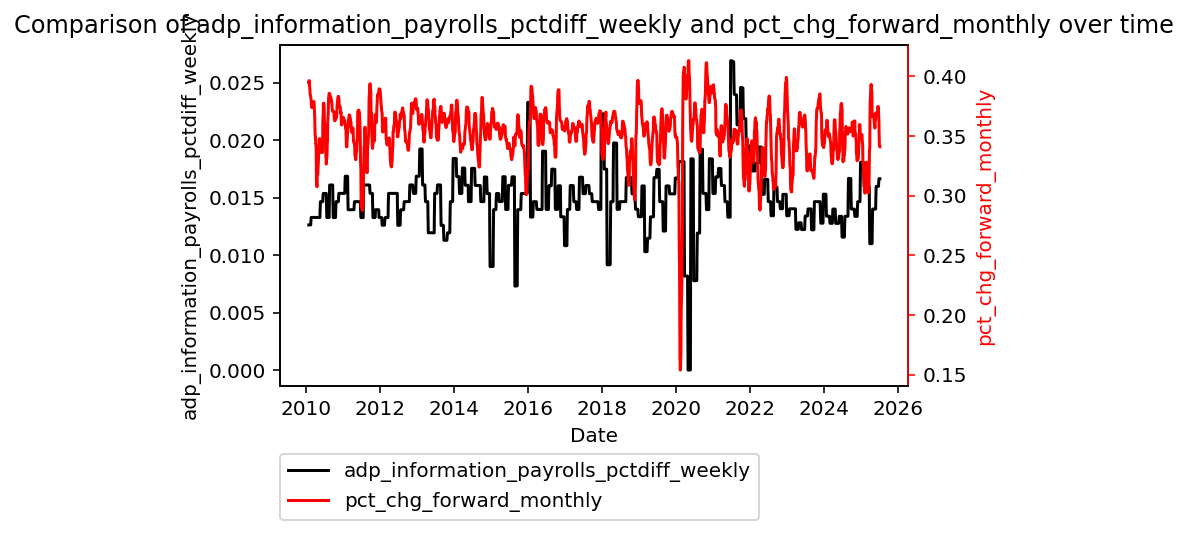 Comparison of adp_information_payrolls_pctdiff_weekly and pct_chg_forward_monthly over time
adp_information_payrolls_pctdiff_weekly
0.025
0.020
0.015
0.010
0.005
0.000
0.40
0.35
0.30
0.25
0.20
0.15
pct_chg_forward_monthly
2010 2012 2014 2016 2018 2020 2022 2024 2026
Date
adp_information_payrolls_pctdiff_weekly
pct_chg_forward_monthly